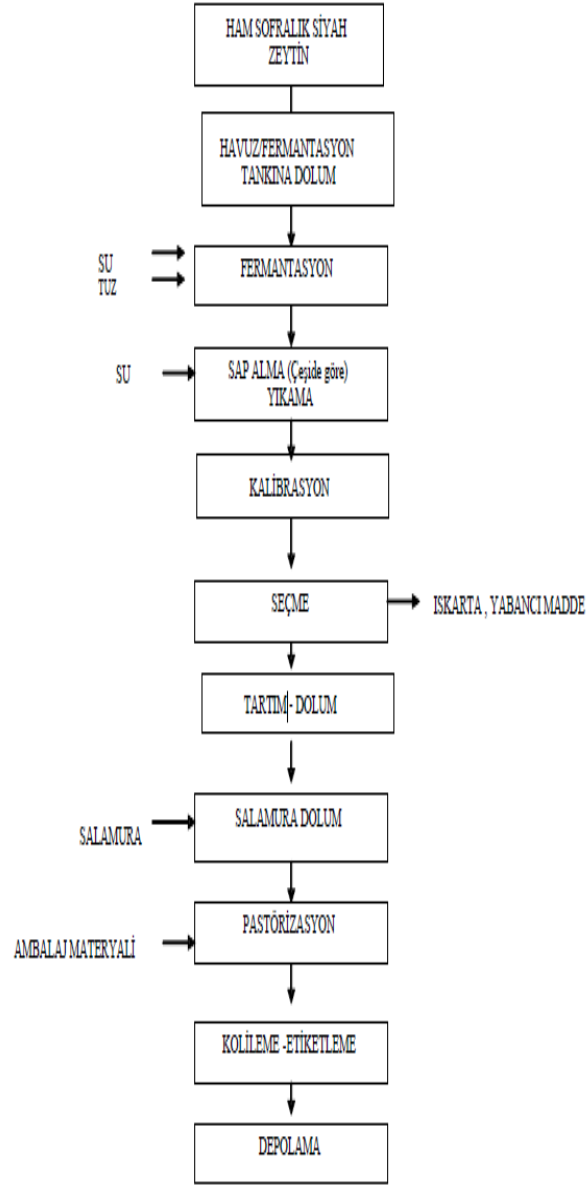 HAM SOFRALIK SİYAH
ZEYTİN
HAVUZ/FERMANTASYON
TANKINA DOLUM
SU
TUZ
FERMANTASYON
SU
SAP ALMA (Çeşide göre)
YIKAMA
KALİBRASYON
SEÇME
ISKARTA , YABANCI MADDE
TARTIM - DOLUM
SALAMURA DOLUM
SALAMURA
PASTÖRİZASYON
AMBALAJ MATERYALİ
KOLİLEME -ETİKETLEME
DEPOLAMA